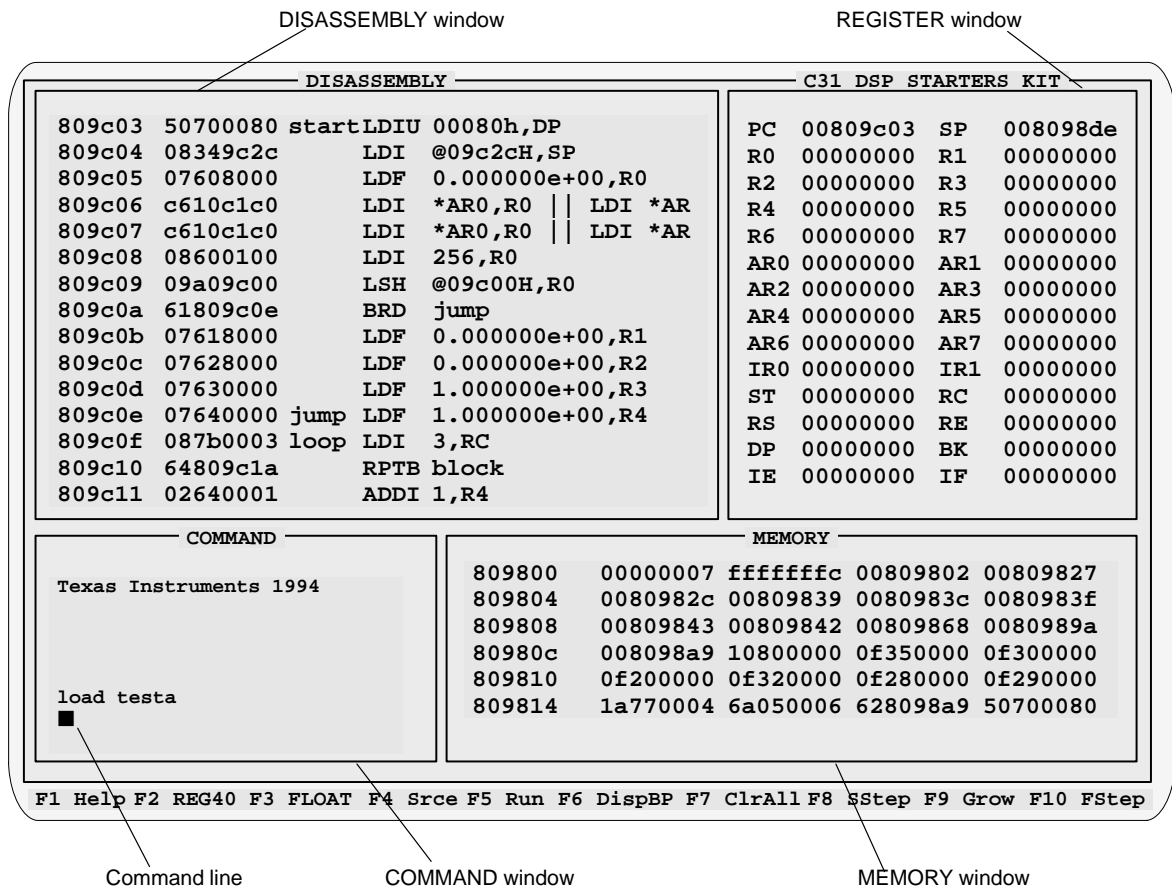 DISASSEMBLY window
REGISTER window
DISASSEMBLY
809c03 50700080 start LDIU 00080h,DP
809c04 08349c2c LDI @09c2cH,SP
809c05 07608000 LDF 0.000000e+00,R0
809c06 c610c1c0 LDI *AR0,R0 || LDI *AR
809c07 c610c1c0 LDI *AR0,R0 || LDI *AR
809c08 08600100 LDI 256,R0
809c09 09a09c00 LSH @09c00H,R0
809c0a 61809c0e BRD jump
809c0b 07618000 LDF 0.000000e+00,R1
809c0c 07628000 LDF 0.000000e+00,R2
809c0d 07630000 LDF 1.000000e+00,R3
809c0e 07640000 jump LDF 1.000000e+00,R4
809c0f 087b0003 loop LDI 3,RC
809c10 64809c1a RPTB block
809c11 02640001 ADDI 1,R4
C31 DSP STARTERS KIT
PC 00809c03 SP 008098de
R0 00000000 R1 00000000
R2 00000000 R3 00000000
R4 00000000 R5 00000000
R6 00000000 R7 00000000
AR0 00000000 AR1 00000000
AR2 00000000 AR3 00000000
AR4 00000000 AR5 00000000
AR6 00000000 AR7 00000000
IR0 00000000 IR1 00000000
ST 00000000 RC 00000000
RS 00000000 RE 00000000
DP 00000000 BK 00000000
IE 00000000 IF 00000000
COMMAND
Texas Instruments 1994
load testa
MEMORY
809800 00000007 fffffffc 00809802 00809827
809804 0080982c 00809839 0080983c 0080983f
809808 00809843 00809842 00809868 0080989a
80980c 008098a9 10800000 0f350000 0f300000
809810 0f200000 0f320000 0f280000 0f290000
809814 1a770004 6a050006 628098a9 50700080
F1 Help F2 REG40 F3 FLOAT F4 Srce F5 Run F6 DispBP F7 ClrAll F8 SStep F9 Grow F10 FStep
Command line
COMMAND window
MEMORY window